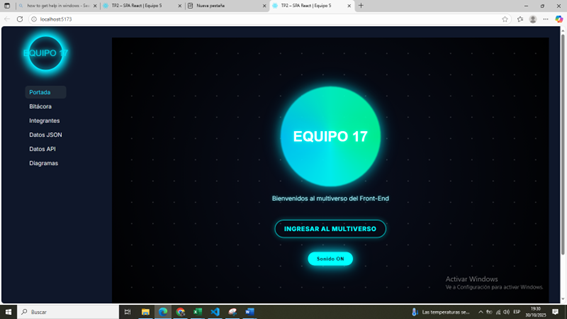 how to get help in windows - Se
TP2 – SPA React | Equipo 5
Nueva pestaña
TP2 – SPA React | Equipo 5
localhost:5173
EQUIPO 17
Portada
Bitácora
Integrantes
Datos JSON
Datos API
Diagramas
EQUIPO 17
Bienvenidos al multiverso del Front-End
INGRESAR AL MULTIVERSO
Sonido ON
Activar Windows
Ve a Configuración para activar Windows.
Buscar
Las temperaturas se...
ESP
19:30
30/10/2025